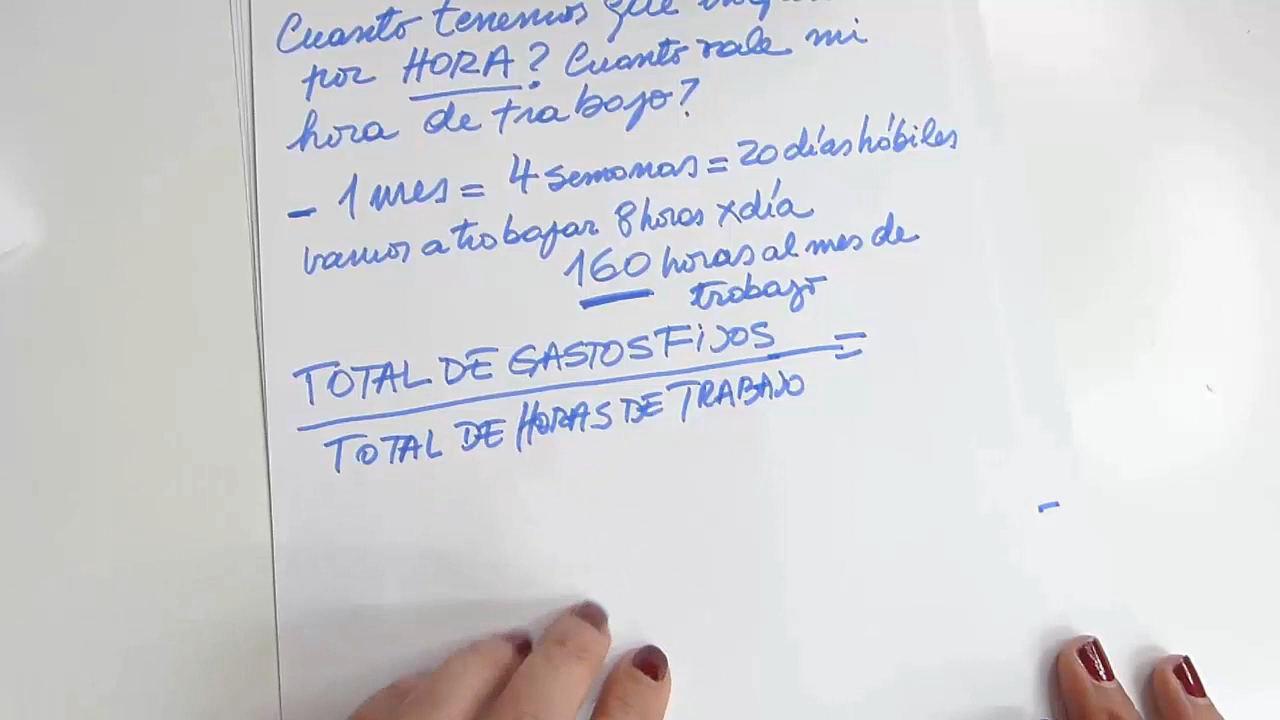 Cuanto tenemos que
por HORA? Cuanto vale mi
hora de trabajo?
- 1 mes = 4 semanas = 20 días hábiles
vamos a trabajar 8 horas x día
160 horas al mes de
trabajo
TOTAL DE GASTOS FIJOS =
TOTAL DE HORAS DE TRABAJO